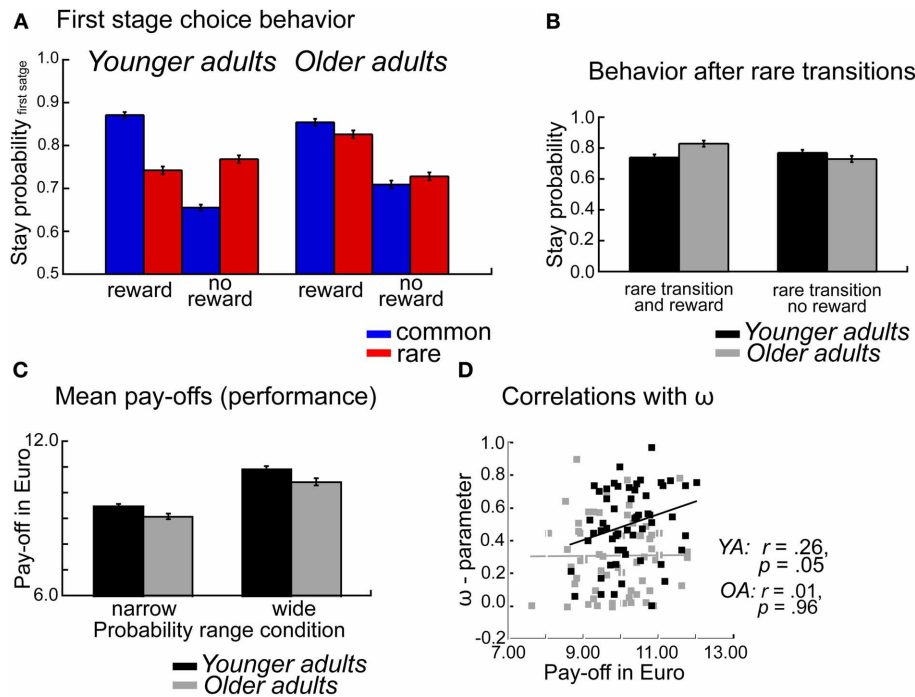 A First stage choice behavior
Stay probability first satge
1.0
0.9
0.8
0.7
0.6
0.5
Younger adults Older adults
reward no reward reward no reward
common
rare
B
Behavior after rare transitions
Stay probability
1.0
0.8
0.6
0.4
0.2
0.0
rare transition and reward
rare transition no reward
Younger adults
Older adults
C
Mean pay-offs (performance)
Pay-off in Euro
12.0
6.0
narrow wide
Probability range condition
Younger adults
Older adults
D
Correlations with ω
ω - parameter
1.0
0.8
0.6
0.4
0.2
0.0
-0.2
7.00 9.00 11.00 13.00
Pay-off in Euro
YA: r = .26,
p = .05
OA: r = .01,
p = .96